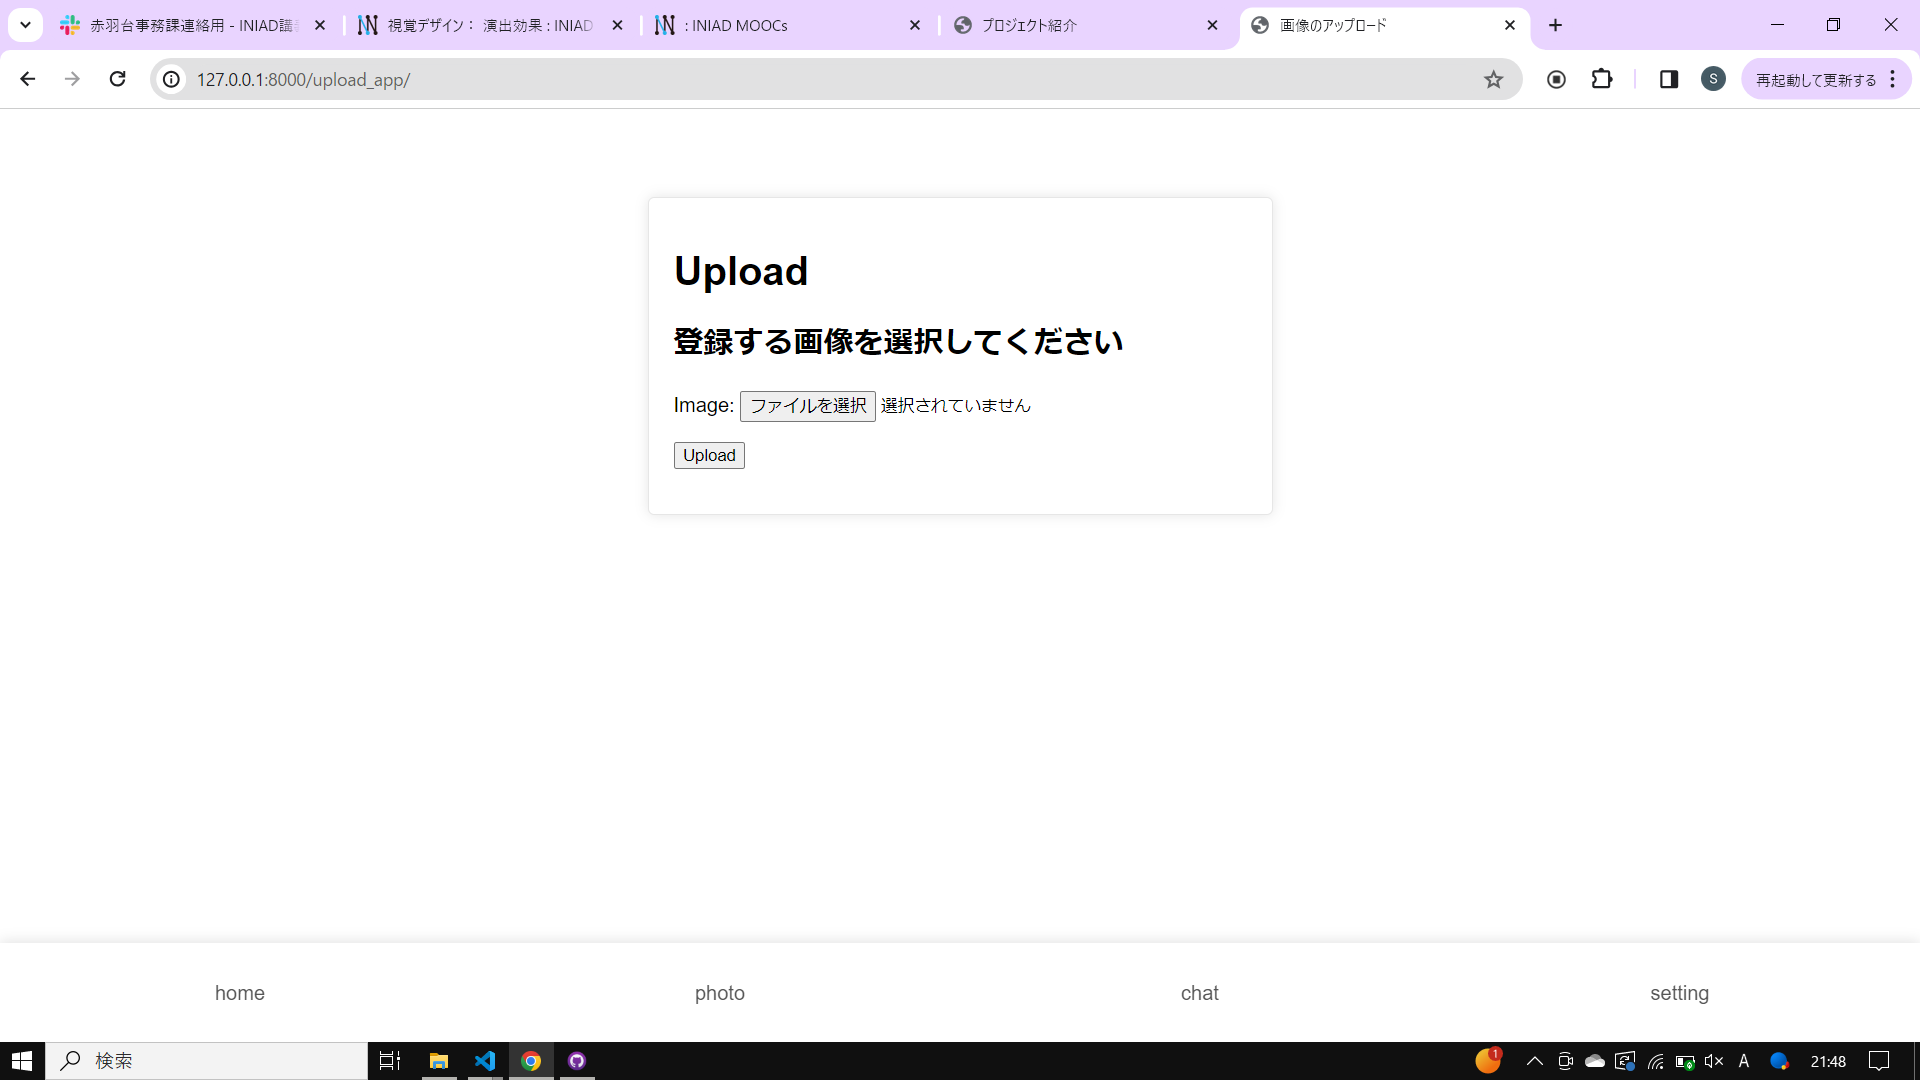 赤羽台事務課連絡用 - INIAD講
視覚デザイン： 演出効果 : INIAD
: INIAD MOOCs
プロジェクト紹介
画像のアップロード
127.0.0.1:8000/upload_app/
S
再起動して更新する
Upload
登録する画像を選択してください
Image: ファイルを選択 選択されていません
Upload
home
photo
chat
setting
検索
1
A
21:48